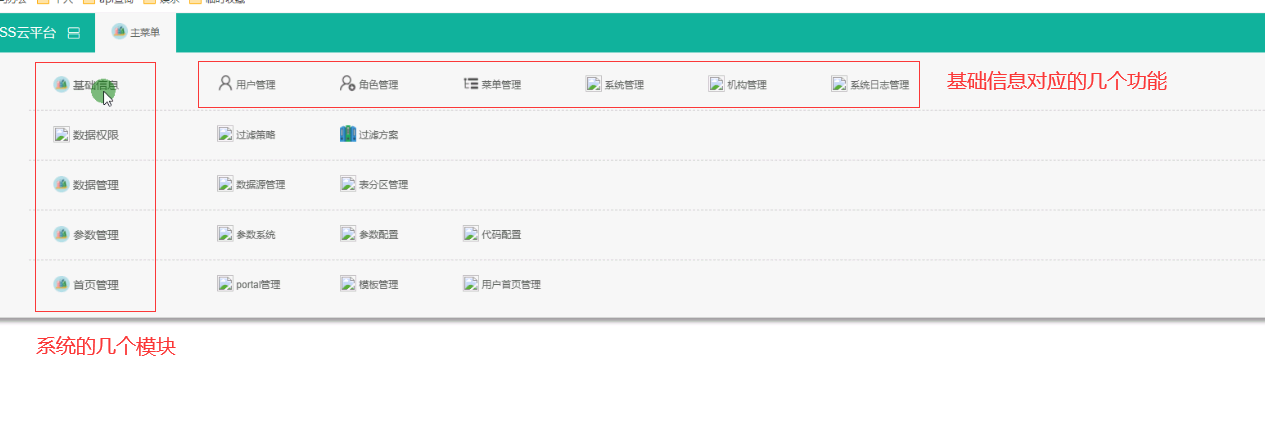 SS云平台 主菜单
基础信息 用户管理 角色管理 菜单管理 系统管理 机构管理 系统日志管理 基础信息对应的几个功能
数据权限 过滤策略 过滤方案
数据管理 数据源管理 表分区管理
参数管理 参数系统 参数配置 代码配置
首页管理 portal管理 模板管理 用户首页管理
系统的几个模块